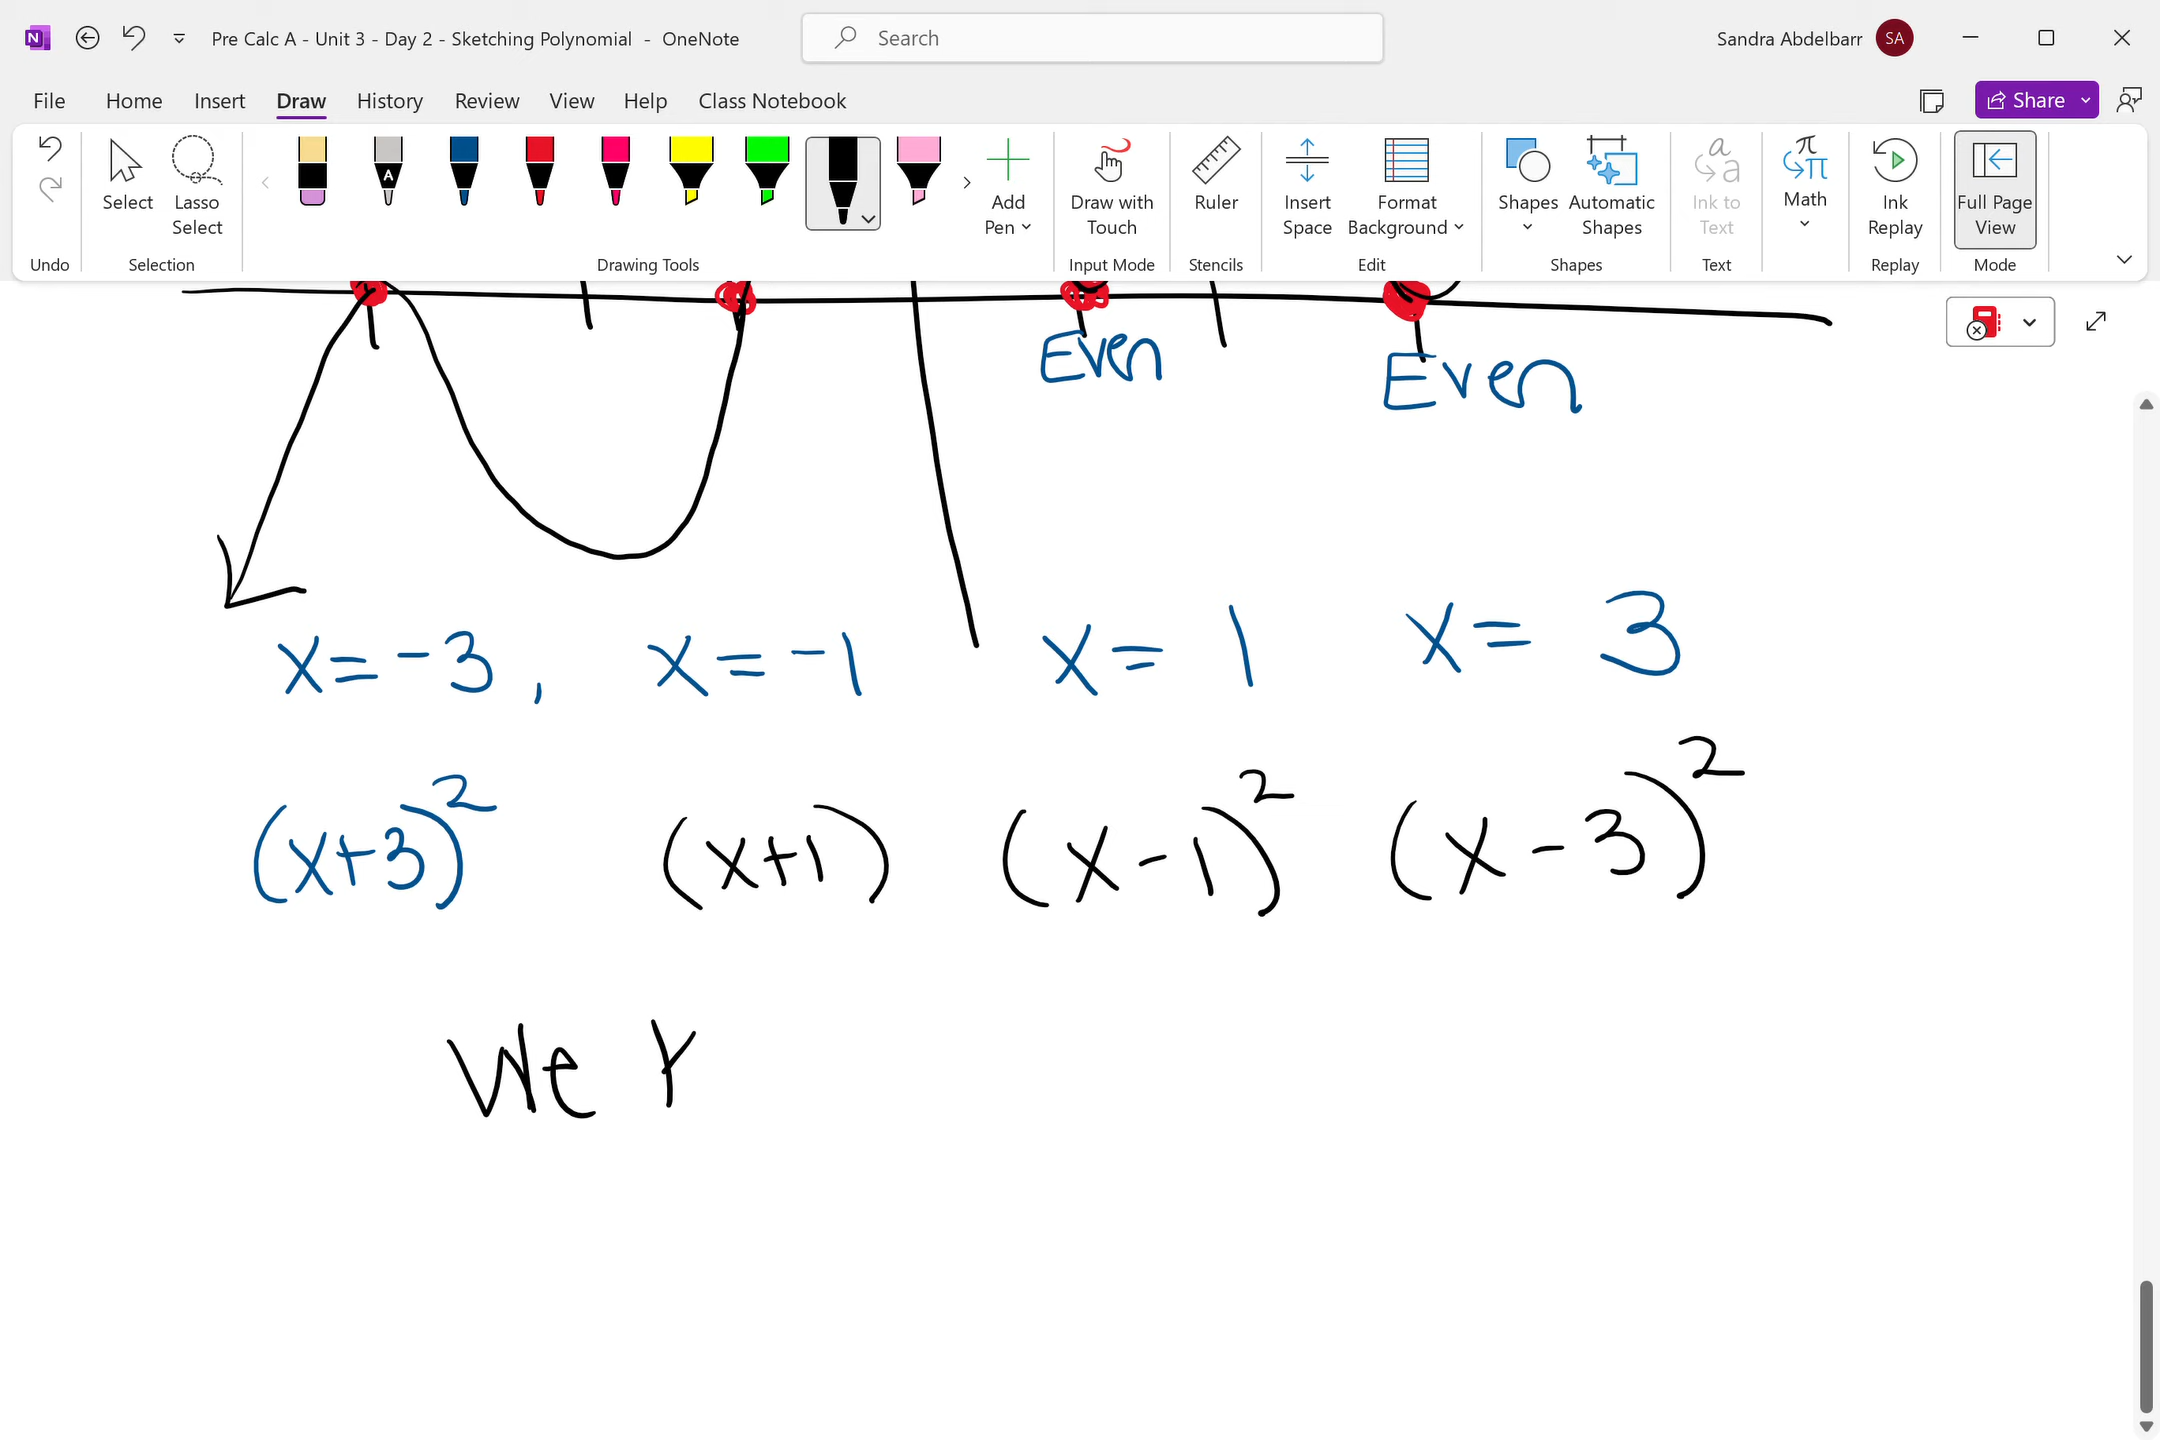 Pre Calc A - Unit 3 - Day 2 - Sketching Polynomial - OneNote
Search
Sandra Abdelbarr SA
File Home Insert Draw History Review View Help Class Notebook
Share
Select
Lasso Select
A
Add Pen
Draw with Touch
Ruler
Insert Space
Format Background
Shapes
Automatic Shapes
Ink to Text
Math
Ink Replay
Full Page View
Undo Selection Drawing Tools Input Mode Stencils Edit Shapes Text Replay Mode
Even Even
x = -3 , x = -1 x = 1 x = 3
(x+3)² (x+1) (x-1)² (x-3)²
We